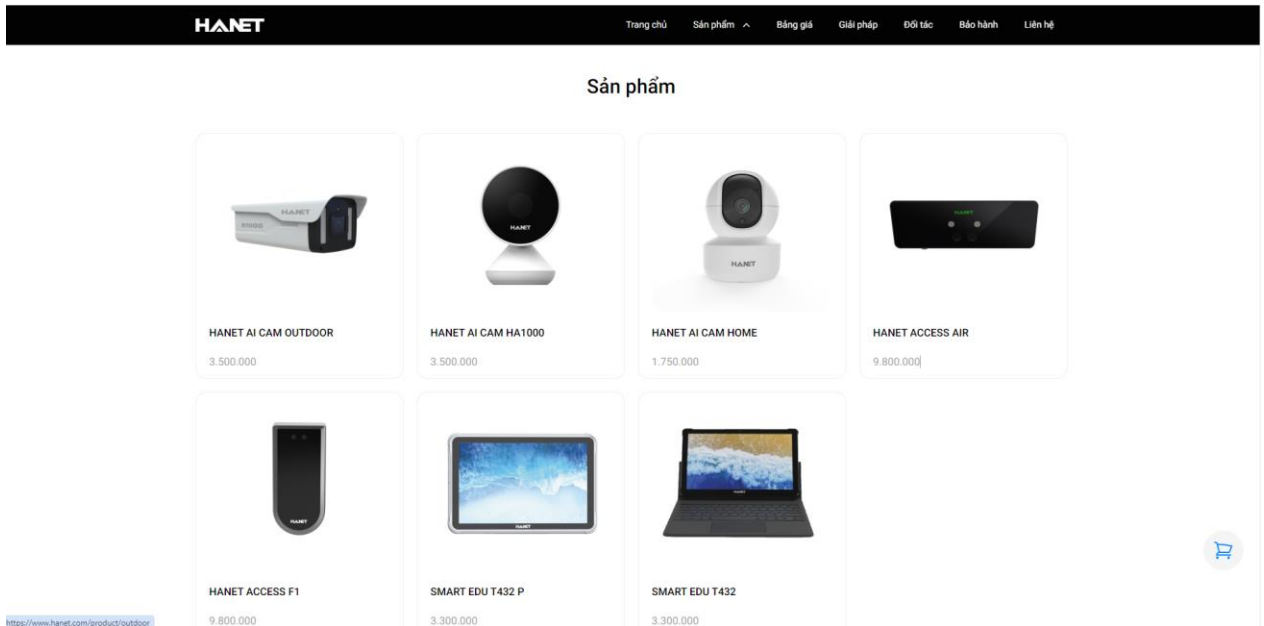 HANET
Trang chủ Sản phẩm Bảng giá Giải pháp Đối tác Bảo hành Liên hệ
Sản phẩm
HANET
HANET
HANET
HANET
HANET AI CAM OUTDOOR HANET AI CAM HA1000 HANET AI CAM HOME HANET ACCESS AIR
3.500.000 3.500.000 1.750.000 9.800.000
HANET
HANET
HANET
HANET ACCESS F1 SMART EDU T432 P SMART EDU T432
9.800.000 3.300.000 3.300.000
https://www.hanet.com/product/outdoor